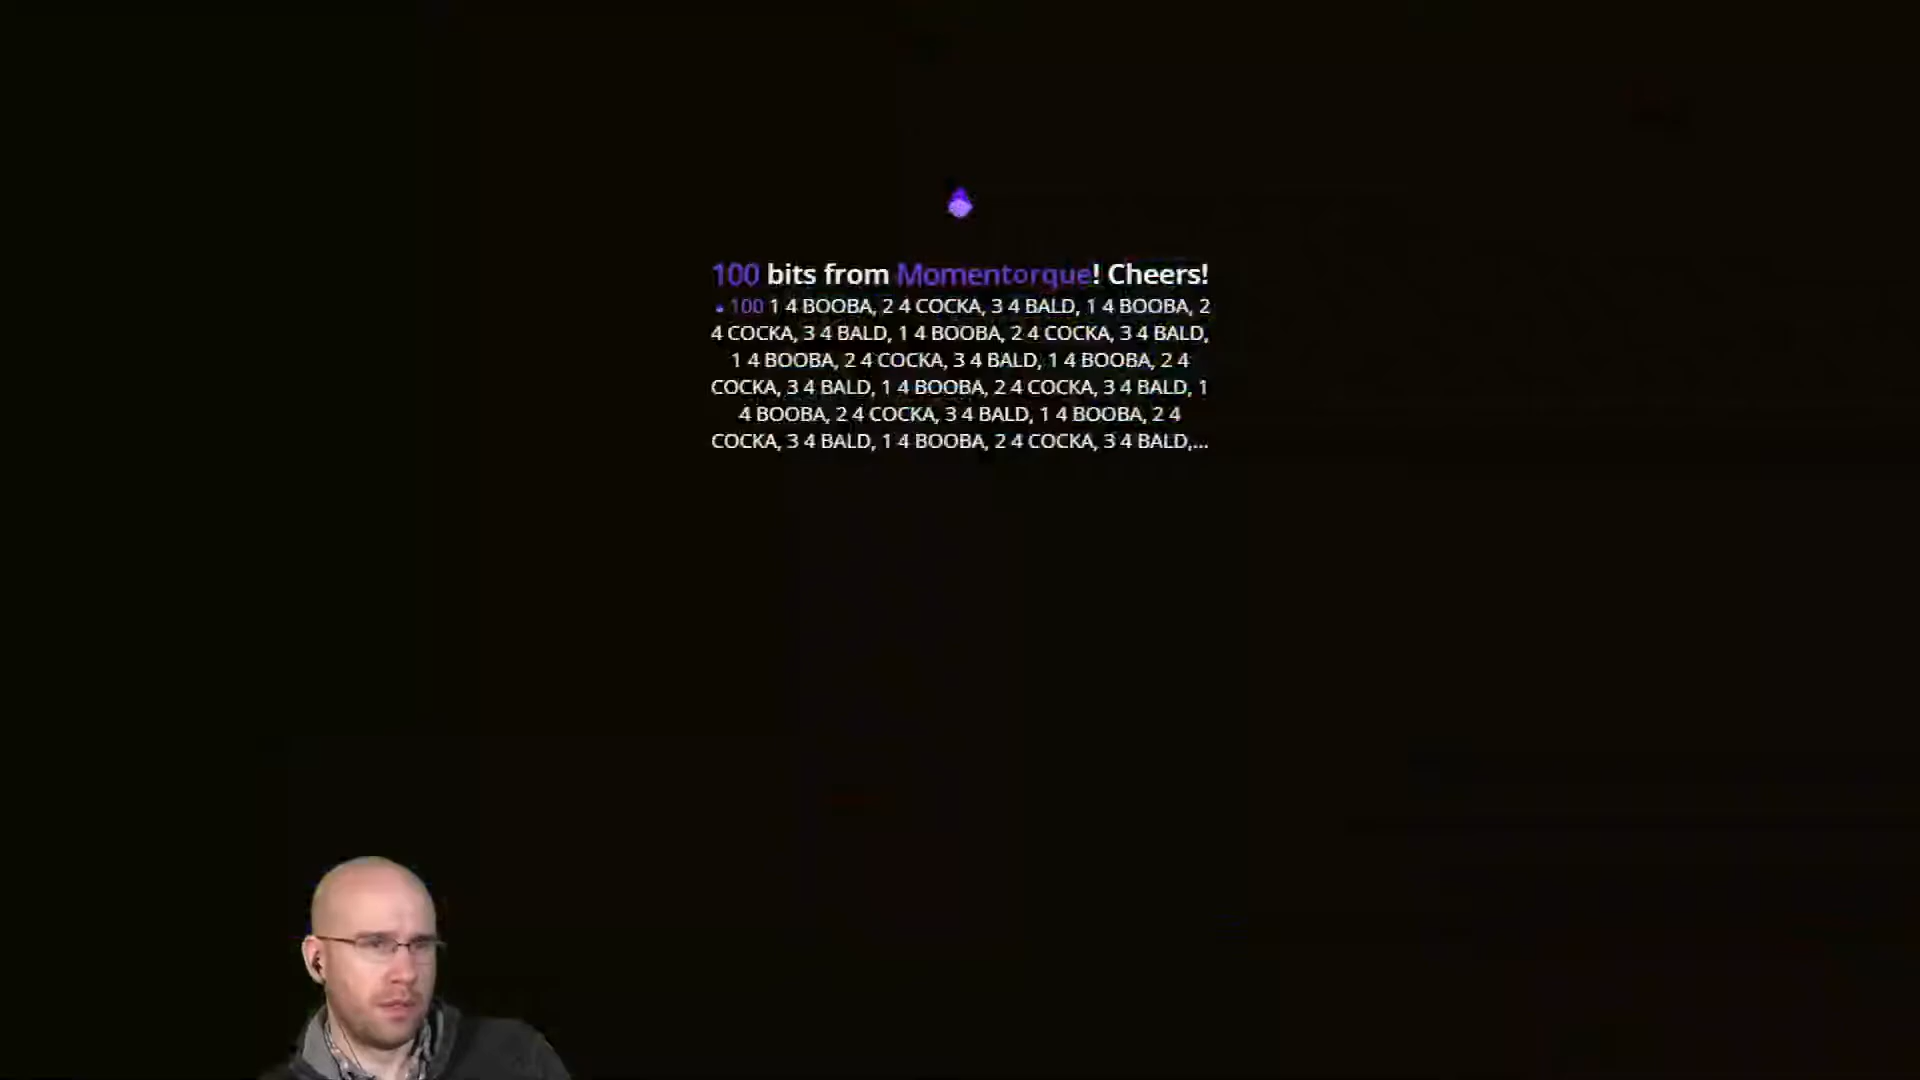 100 bits from Momentorque! Cheers!
100 1 4 BOOBA, 2 4 COCKA, 3 4 BALD, 1 4 BOOBA, 2
4 COCKA, 3 4 BALD, 1 4 BOOBA, 2 4 COCKA, 3 4 BALD,
1 4 BOOBA, 2 4 COCKA, 3 4 BALD, 1 4 BOOBA, 2 4
COCKA, 3 4 BALD, 1 4 BOOBA, 2 4 COCKA, 3 4 BALD, 1
4 BOOBA, 2 4 COCKA, 3 4 BALD, 1 4 BOOBA, 2 4
COCKA, 3 4 BALD, 1 4 BOOBA, 2 4 COCKA, 3 4 BALD,...